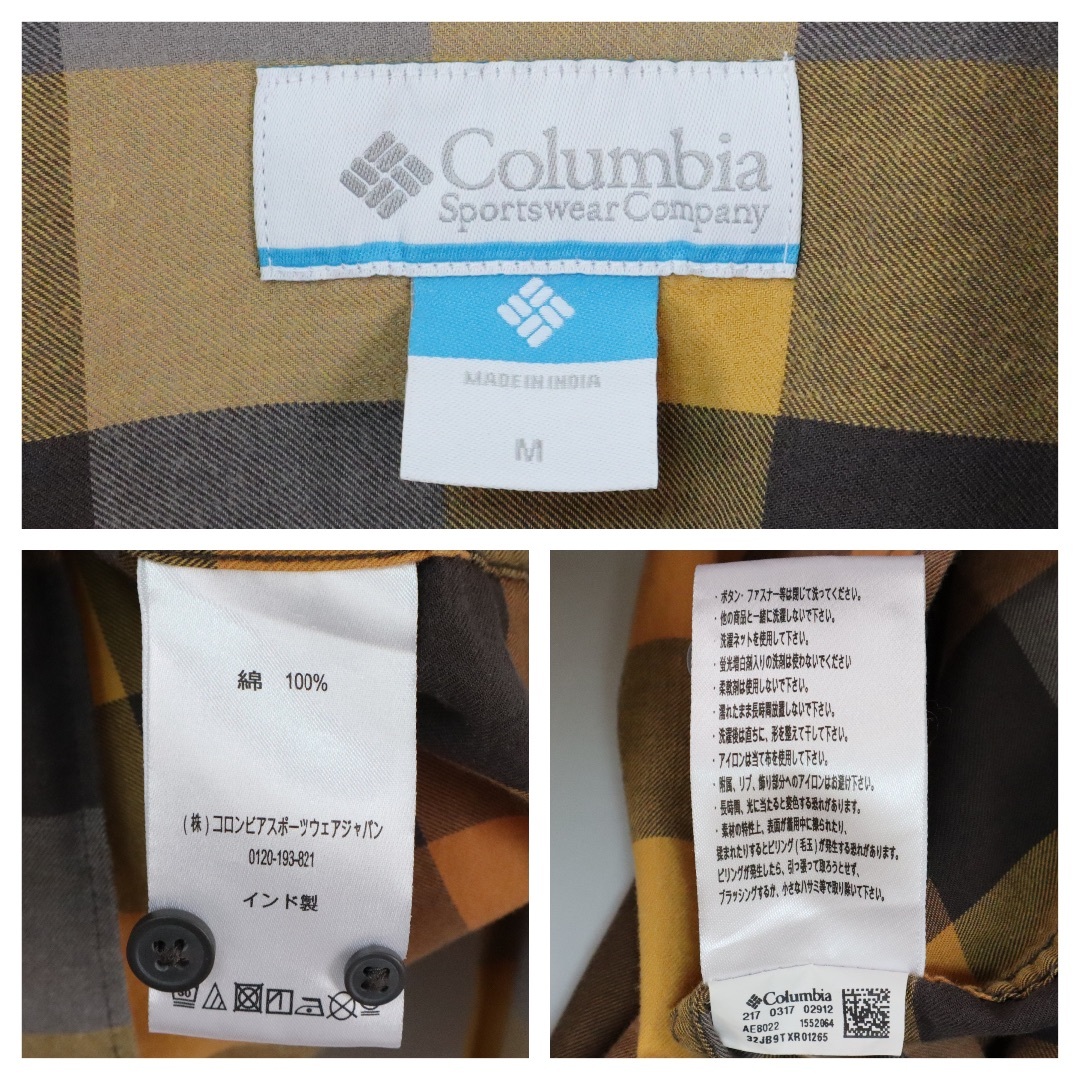 Columbia
Sportswear Company
MADE IN INDIA
M
綿 100%
(株)コロンビアスポーツウェアジャパン
0120-193-821
インド製
・ボタン・ファスナー等は閉じて洗ってください。
・他の商品と一緒に洗濯しないで下さい。
洗濯ネットを使用して下さい。
・蛍光増白剤入りの洗剤は使わないでください
・柔軟剤は使用しないで下さい。
・濡れたまま長時間放置しないで下さい。
・洗濯後は直ちに、形を整えて干して下さい。
・アイロンは当て布を使用して下さい。
・附属、リブ、飾り部分へのアイロンはお避け下さい。
・長時間、光に当たると変色する恐れがあります。
・素材の特性上、表面が着用中に擦られたり、
揉まれたりするとピリング(毛玉)が発生する恐れがあります。
ピリングが発生したら、引っ張って取ろうとせず、
ブラッシングするか、小さなハサミ等で取り除いて下さい。
Columbia
217 0317 02912
AE8022 1552064
32JB9TXR01265